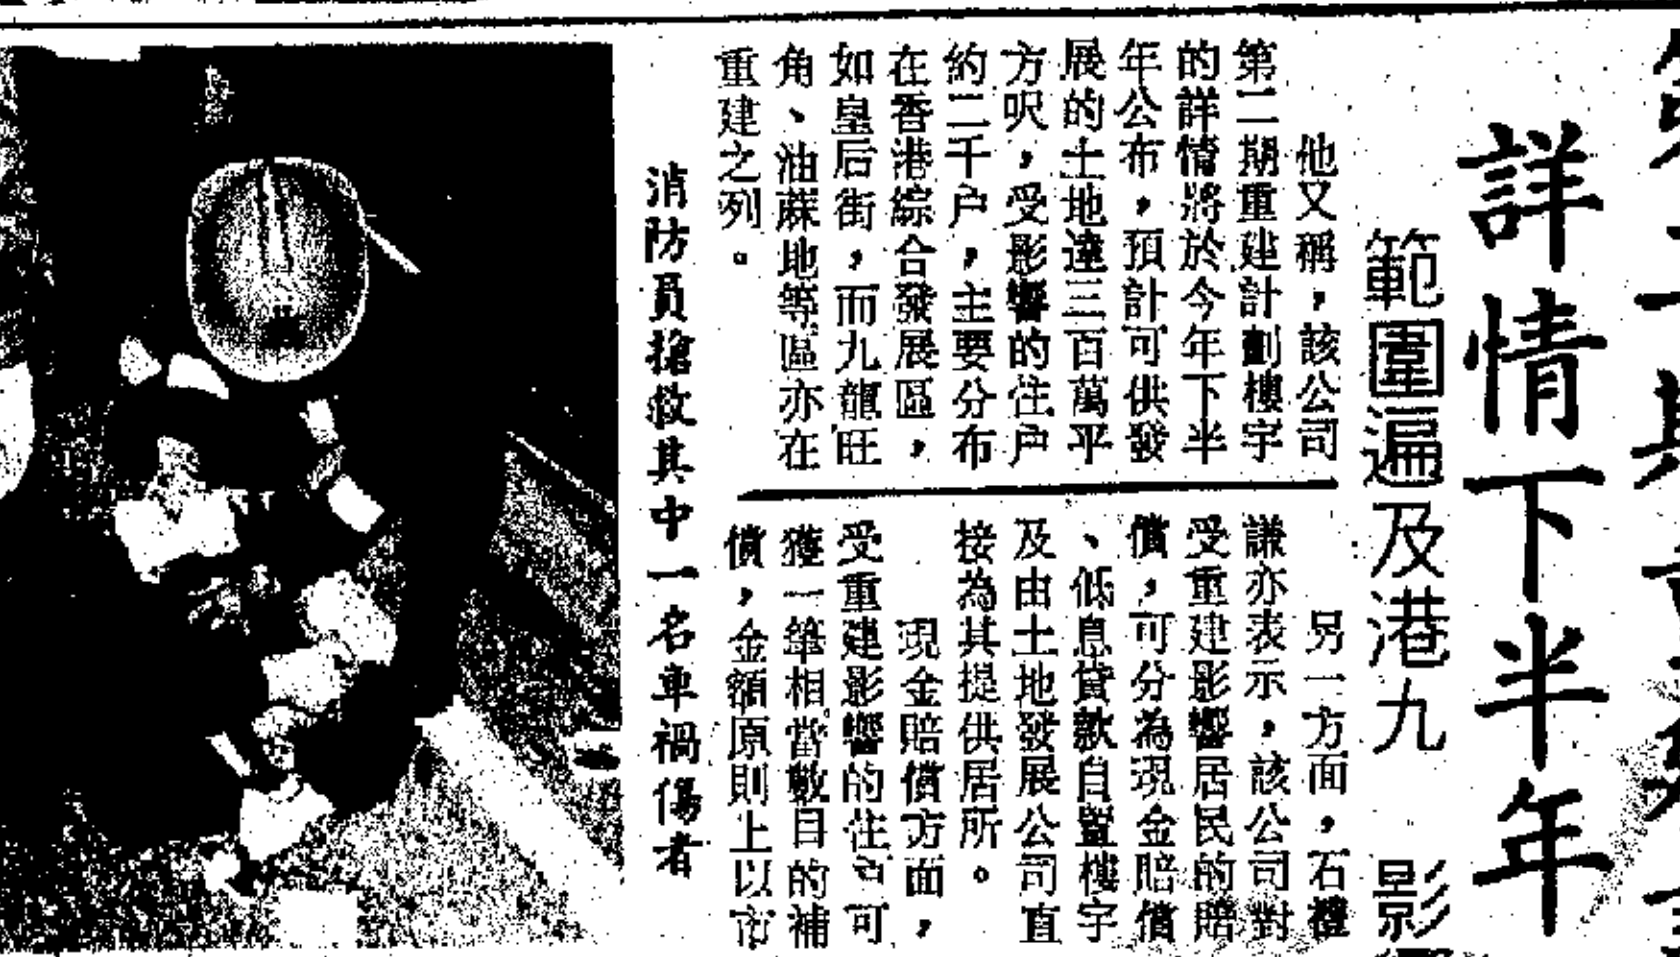 詳情下半年
範圍遍及港九
影
他又稱，該公司
第二期重建計劃樓宇
的詳情將於今年下半
年公布，預計可供發
展的土地達三百萬平
方呎，受影響的住户
約二千户，主要分布
在香港綜合發展區，
如皇后街，而九龍旺
角、油蔴地等區亦在
重建之列。
另一方面，石禮
謙亦表示，該公司對
受重建影響居民的賠
償，可分為現金賠償
、低息貸款自置樓宇
及由土地發展公司直
接為其提供居所。
現金賠償方面，
受重建影響的住户可
獲一筆相當數目的補
償，金額原則上以市
消防員搶救其中一名車禍傷者